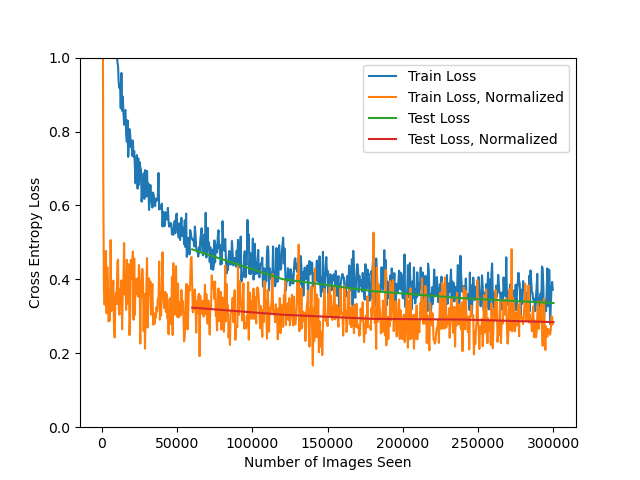 1.0
0.8
0.6
0.4
0.2
0.0
Cross Entropy Loss
Train Loss
Train Loss, Normalized
Test Loss
Test Loss, Normalized
0 50000 100000 150000 200000 250000 300000
Number of Images Seen